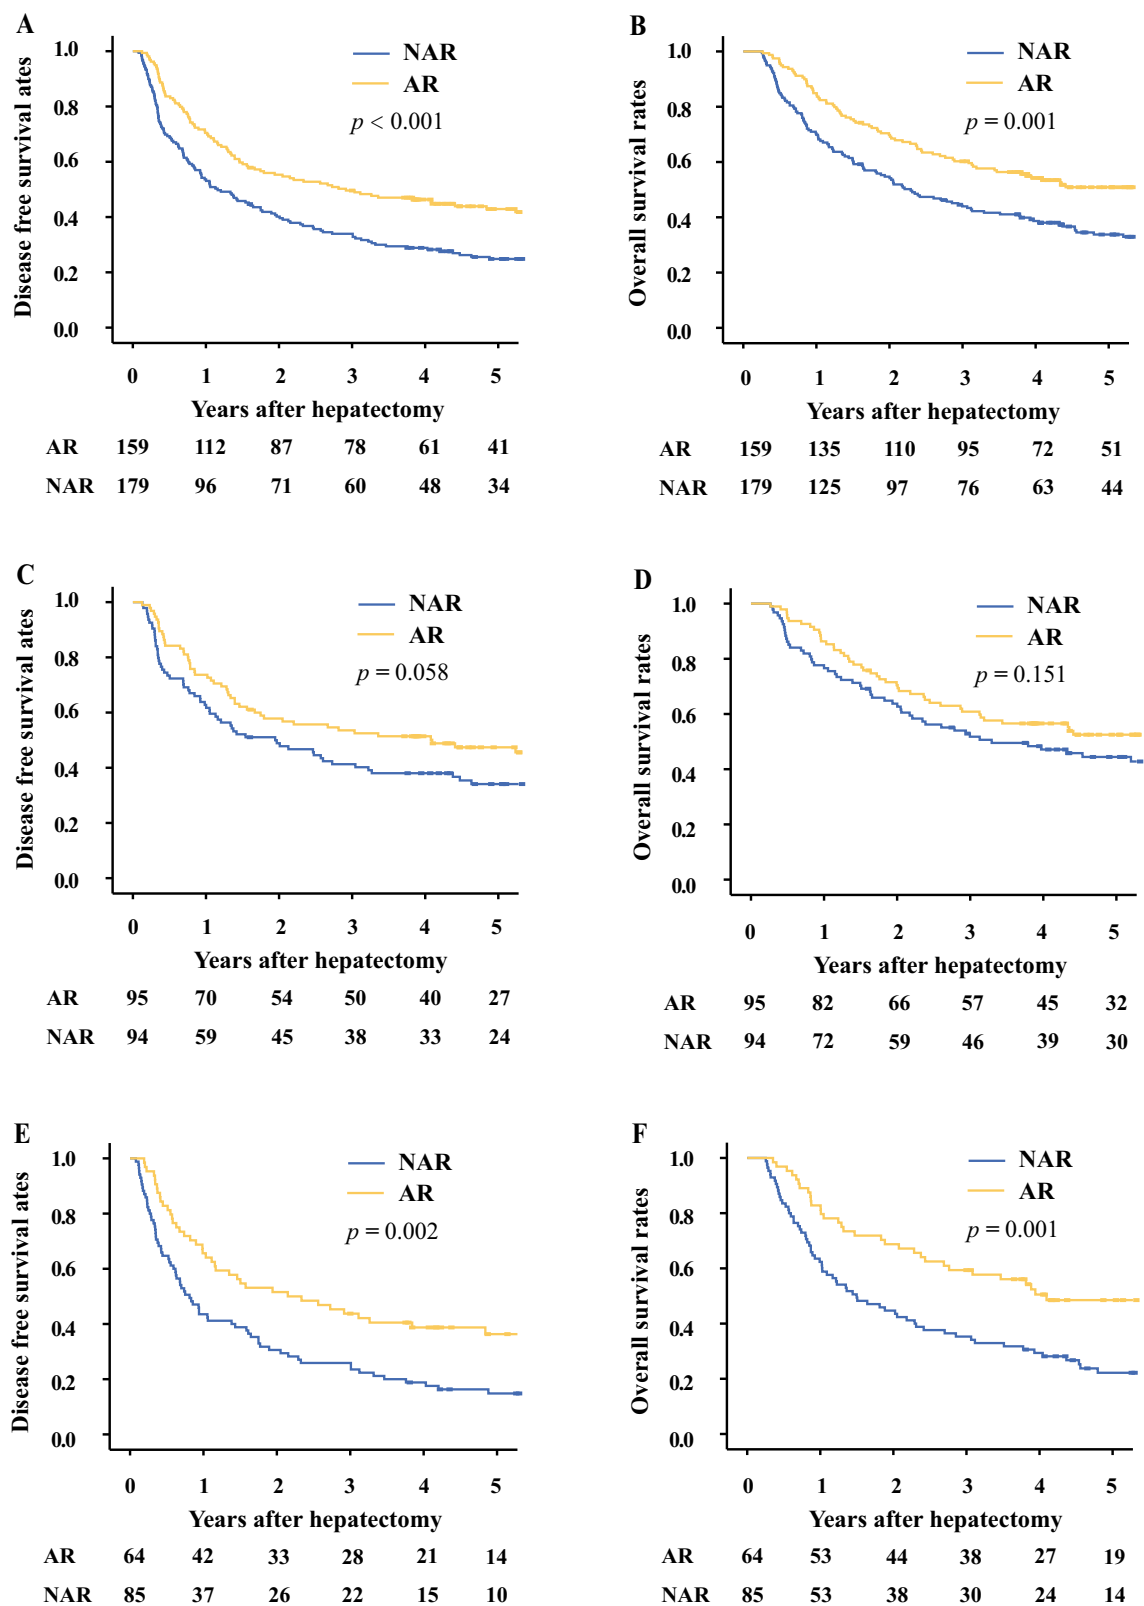 A
Disease free survival ates
1.0
0.8
0.6
0.4
0.2
0.0
NAR
AR
p < 0.001
0 1 2 3 4 5
Years after hepatectomy
AR 159 112 87 78 61 41
NAR 179 96 71 60 48 34
B
Overall survival rates
1.0
0.8
0.6
0.4
0.2
0.0
NAR
AR
p = 0.001
0 1 2 3 4 5
Years after hepatectomy
AR 159 135 110 95 72 51
NAR 179 125 97 76 63 44
C
Disease free survival ates
1.0
0.8
0.6
0.4
0.2
0.0
NAR
AR
p = 0.058
0 1 2 3 4 5
Years after hepatectomy
AR 95 70 54 50 40 27
NAR 94 59 45 38 33 24
D
Overall survival rates
1.0
0.8
0.6
0.4
0.2
0.0
NAR
AR
p = 0.151
0 1 2 3 4 5
Years after hepatectomy
AR 95 82 66 57 45 32
NAR 94 72 59 46 39 30
E
Disease free survival ates
1.0
0.8
0.6
0.4
0.2
0.0
NAR
AR
p = 0.002
0 1 2 3 4 5
Years after hepatectomy
AR 64 42 33 28 21 14
NAR 85 37 26 22 15 10
F
Overall survival rates
1.0
0.8
0.6
0.4
0.2
0.0
NAR
AR
p = 0.001
0 1 2 3 4 5
Years after hepatectomy
AR 64 53 44 38 27 19
NAR 85 53 38 30 24 14